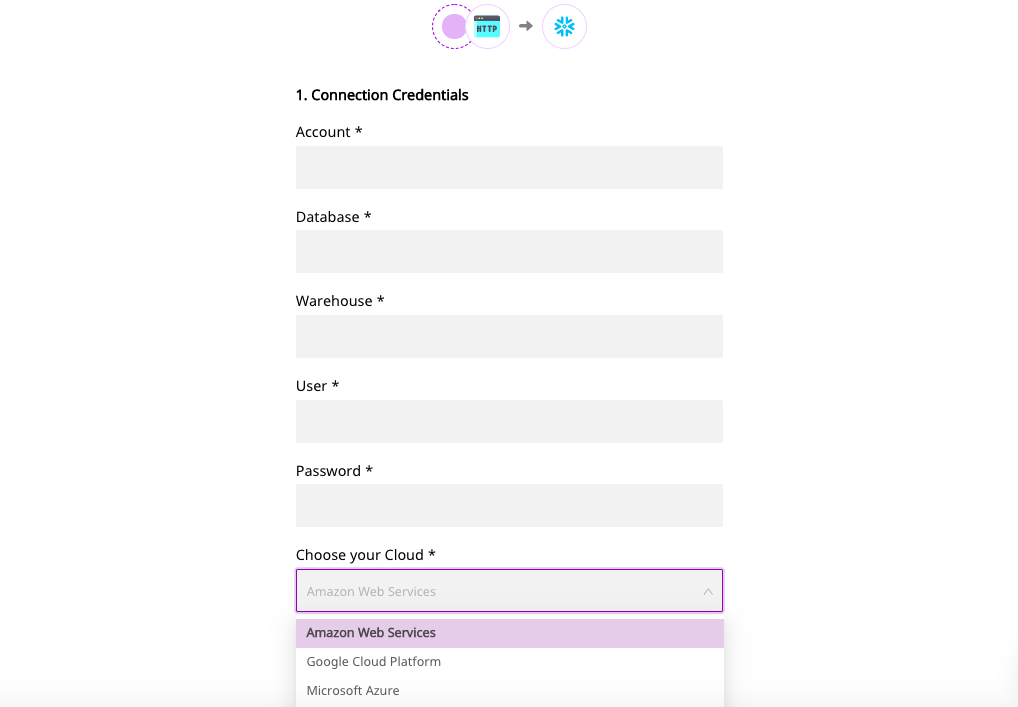 HTTP
1. Connection Credentials
Account *
Database *
Warehouse *
User *
Password *
Choose your Cloud *
Amazon Web Services
Amazon Web Services
Google Cloud Platform
Microsoft Azure